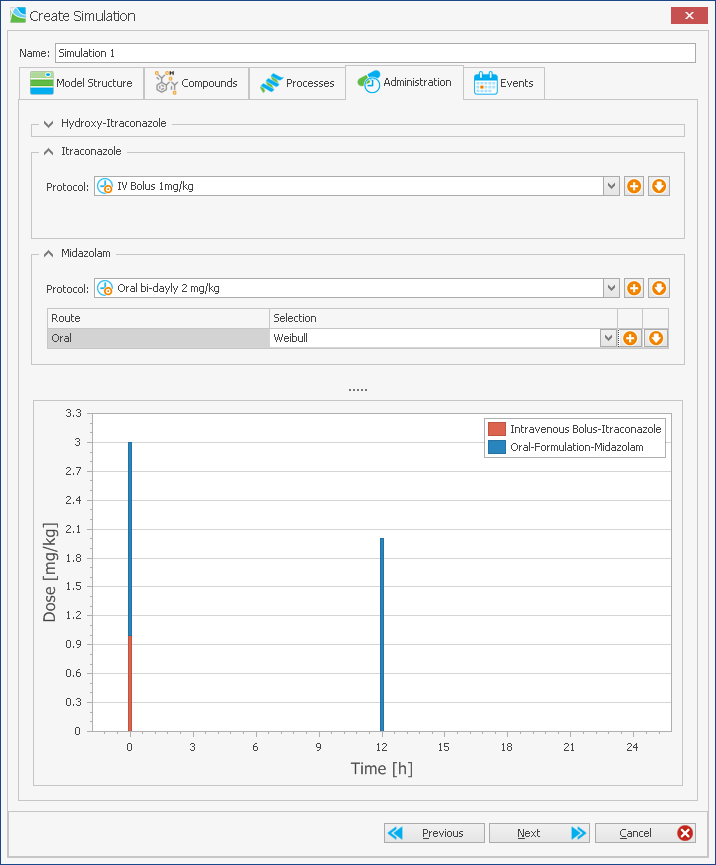 Create Simulation
Name: Simulation 1
Model Structure Compounds Processes Administration Events
Hydroxy-Itraconazole
Itraconazole
Protocol: IV Bolus 1mg/kg
Midazolam
Protocol: Oral bi-dayly 2 mg/kg
Route Selection
Oral Weibull
.....
3.3
3
2.7
2.4
2.1
1.8
1.5
1.2
0.9
0.6
0.3
0
Dose [mg/kg]
Intravenous Bolus-Itraconazole
Oral-Formulation-Midazolam
0 3 6 9 12 15 18 21 24
Time [h]
Previous Next Cancel